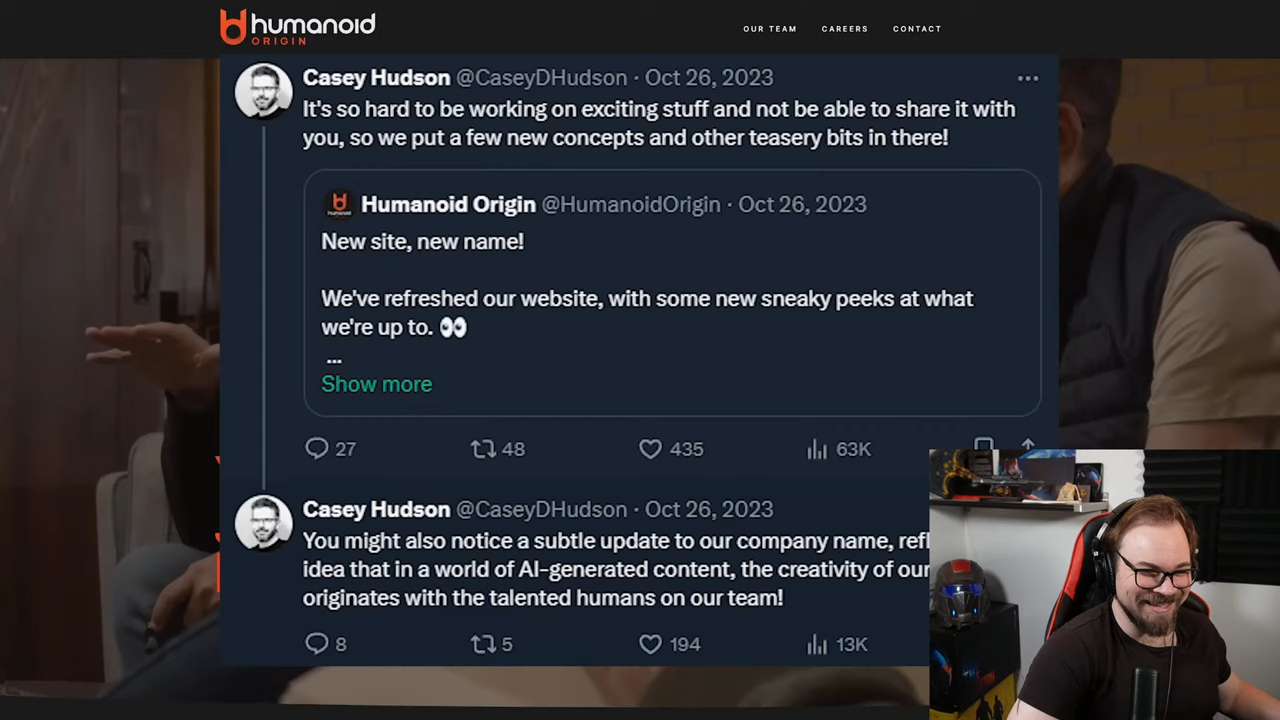 humanoid
ORIGIN
OUR TEAM CAREERS CONTACT
Casey Hudson @CaseyDHudson · Oct 26, 2023
It's so hard to be working on exciting stuff and not be able to share it with
you, so we put a few new concepts and other teasery bits in there!
Humanoid Origin @HumanoidOrigin · Oct 26, 2023
New site, new name!
We've refreshed our website, with some new sneaky peeks at what
we're up to. 👀
...
Show more
27 48 435 63K
Casey Hudson @CaseyDHudson · Oct 26, 2023
You might also notice a subtle update to our company name,
idea that in a world of AI-generated content, the creativity of our
originates with the talented humans on our team!
8 5 194 13K